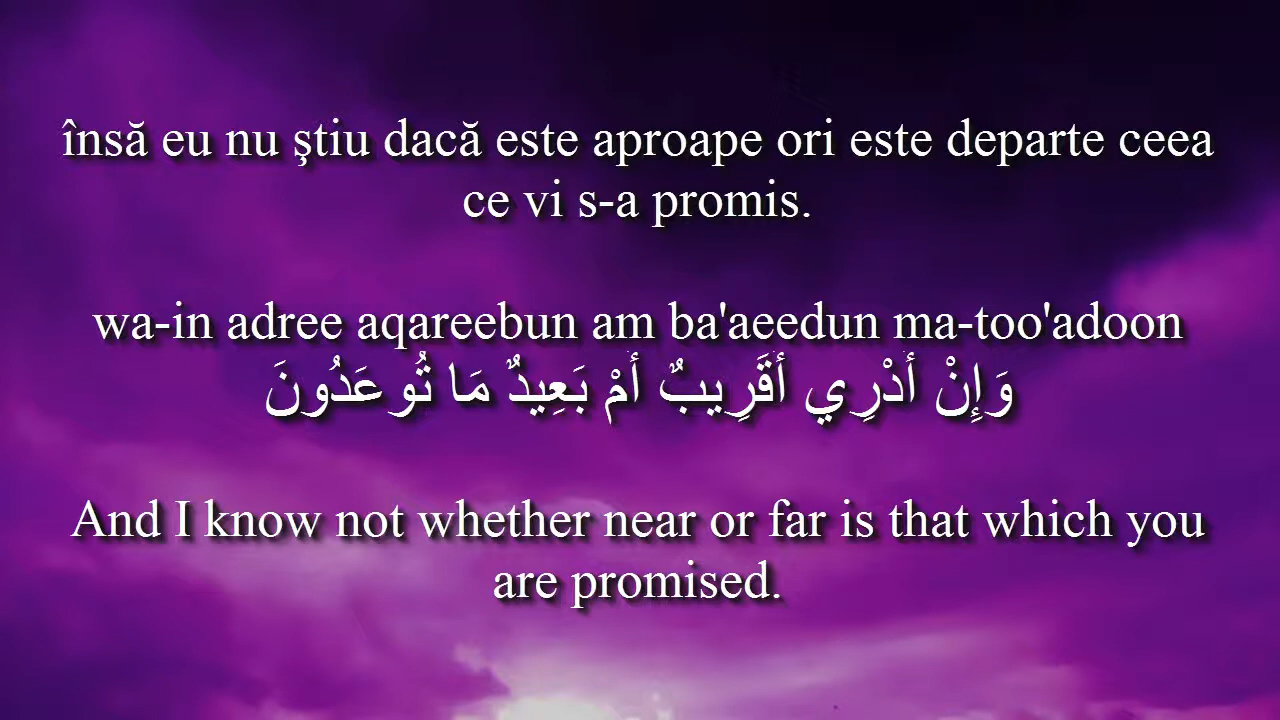 însă eu nu ştiu dacă este aproape ori este departe ceea
ce vi s-a promis.
wa-in adree aqareebun am ba'aeedun ma-too'adoon
وَإِنْ أَدْرِي أَقَرِيبٌ أَمْ بَعِيدٌ مَا تُوعَدُونَ
And I know not whether near or far is that which you
are promised.